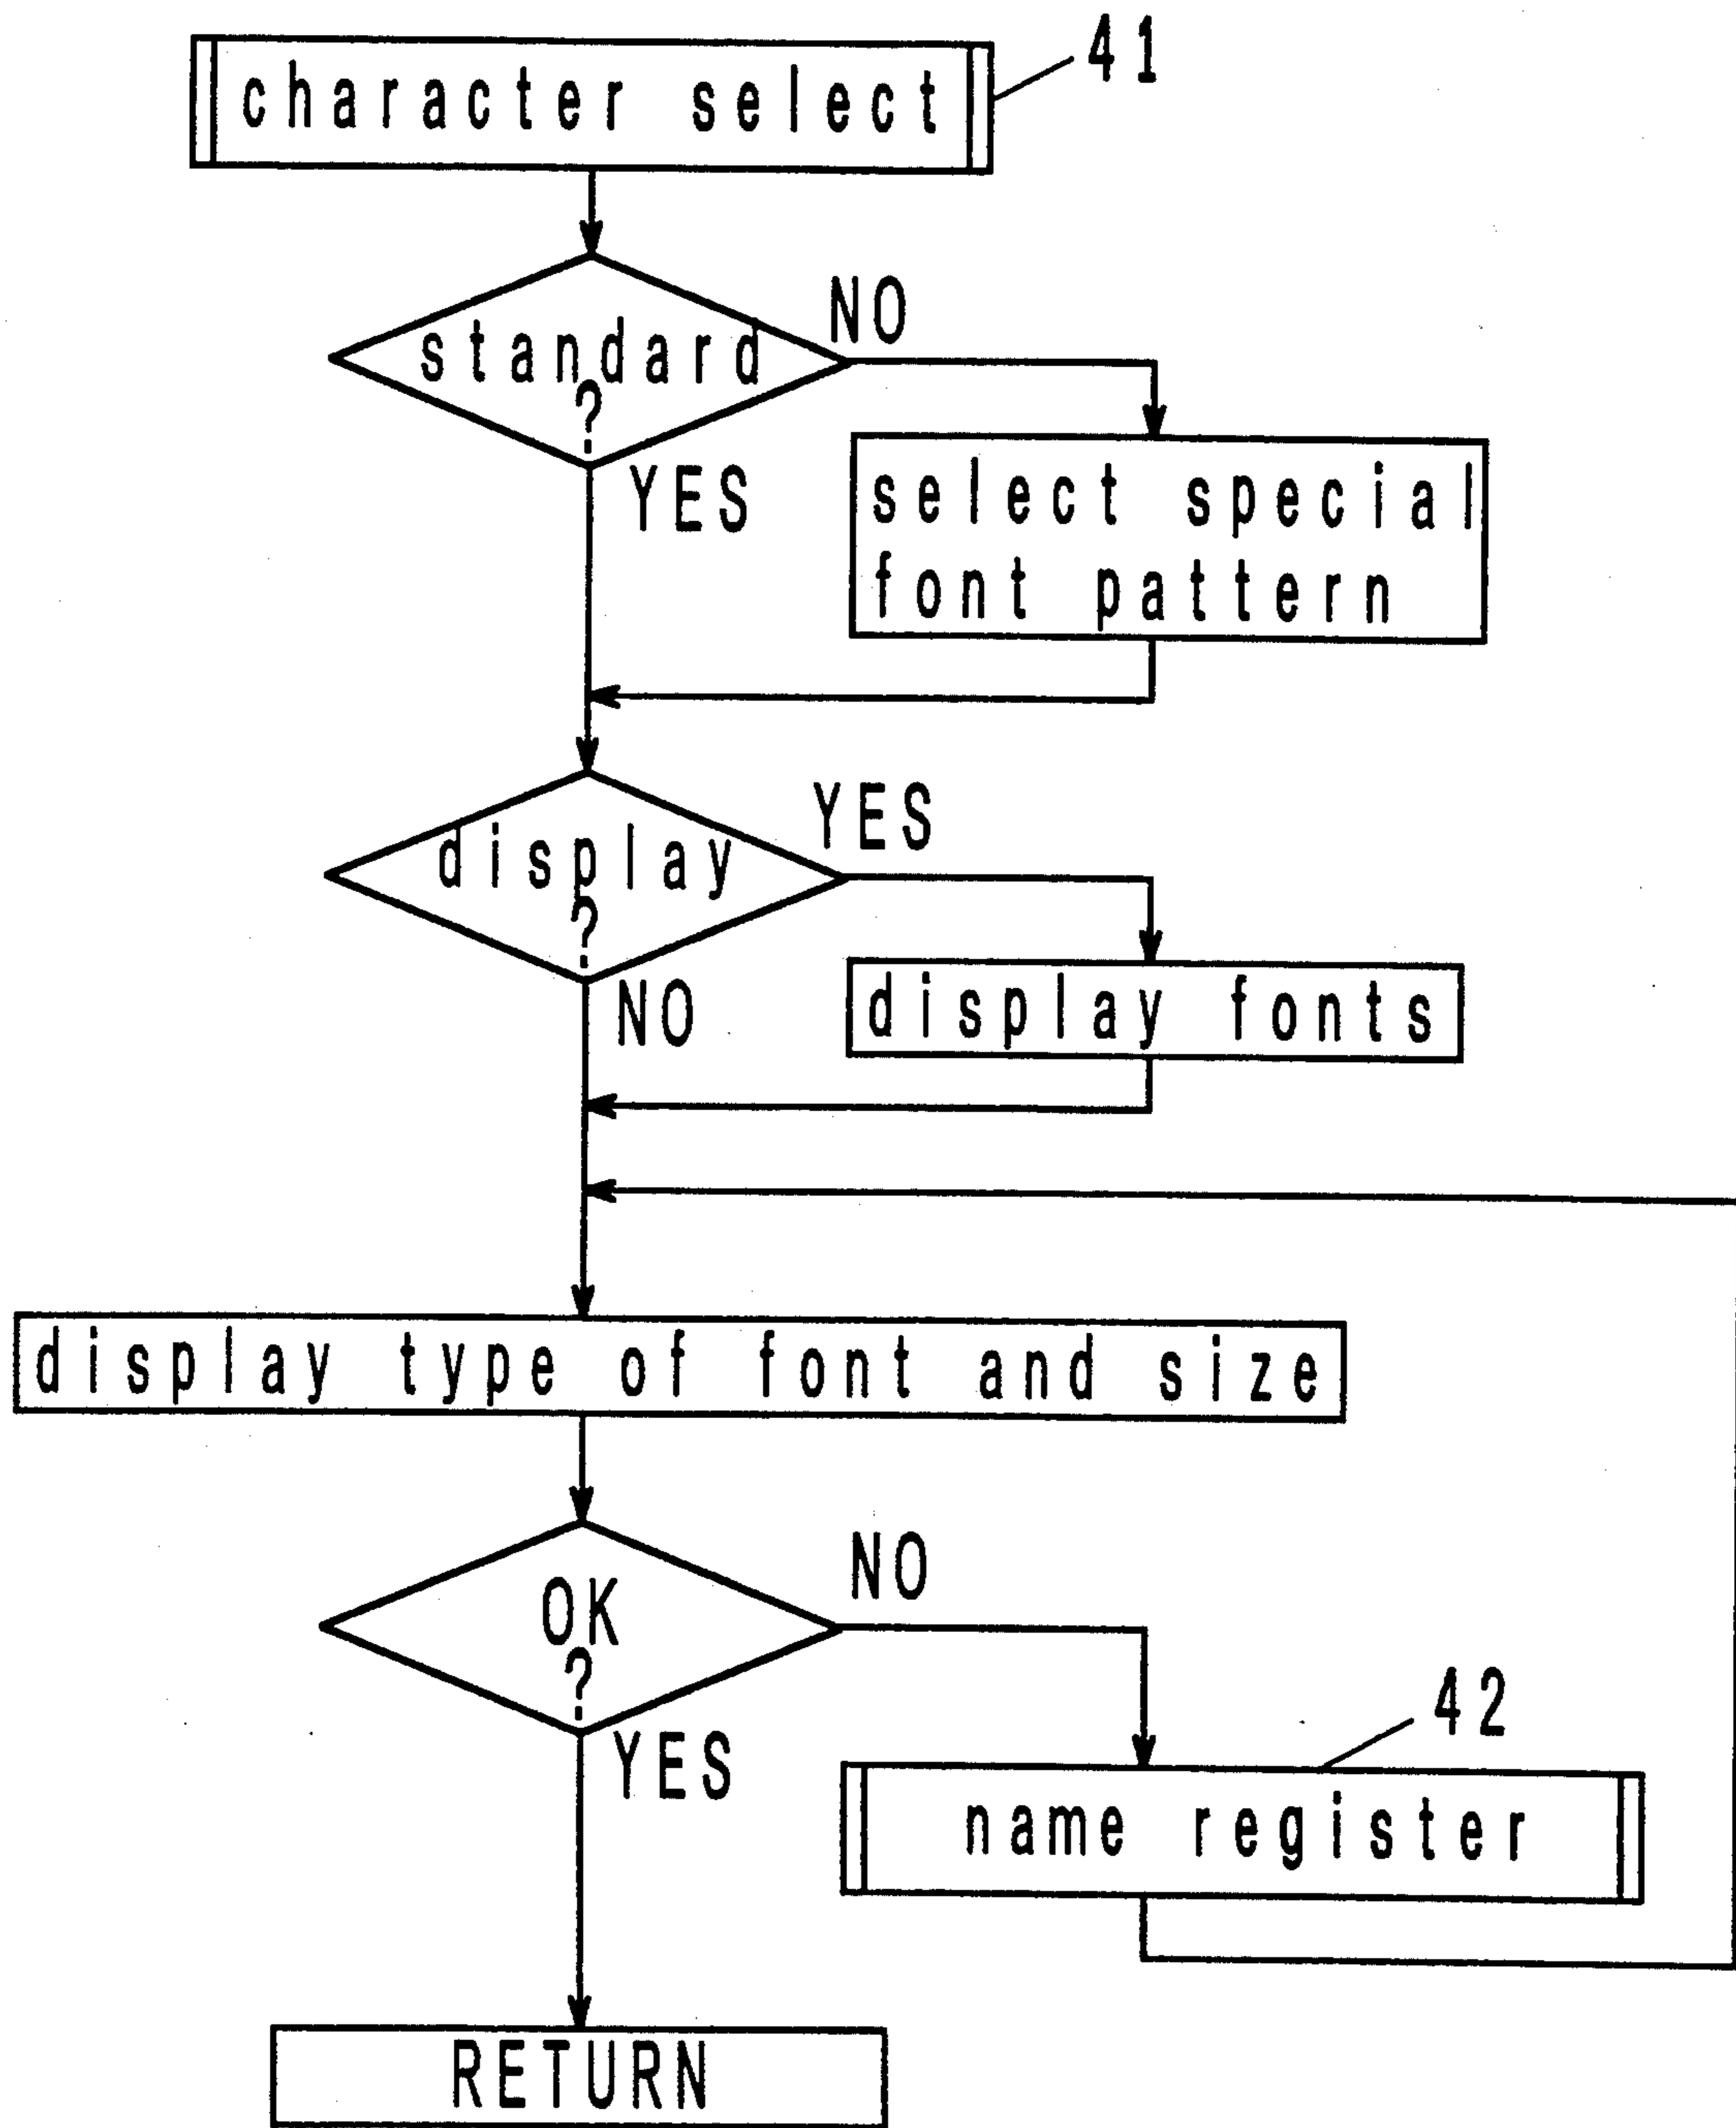 character select
41
standard
?
NO
YES
select special
font pattern
display
?
YES
NO
display fonts
display type of font and size
OK
?
NO
YES
42
name register
RETURN